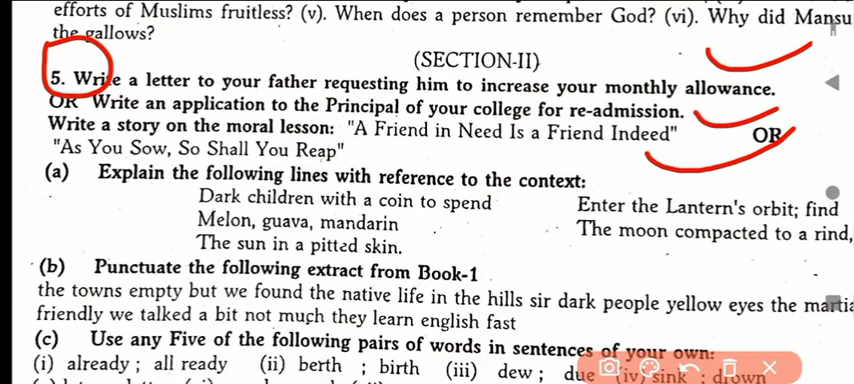 efforts of Muslims fruitless? (v). When does a person remember God? (vi). Why did Mansu
the gallows?
(SECTION-II)
5. Write a letter to your father requesting him to increase your monthly allowance.
OR Write an application to the Principal of your college for re-admission.
Write a story on the moral lesson: "A Friend in Need Is a Friend Indeed" OR
"As You Sow, So Shall You Reap"
(a) Explain the following lines with reference to the context:
Dark children with a coin to spend Enter the Lantern's orbit; find
Melon, guava, mandarin The moon compacted to a rind,
The sun in a pitted skin.
(b) Punctuate the following extract from Book-1
the towns empty but we found the native life in the hills sir dark people yellow eyes the martia
friendly we talked a bit not much they learn english fast
(c) Use any Five of the following pairs of words in sentences of your own:
(i) already ; all ready (ii) berth ; birth (iii) dew ; due (iv) sink ; drown